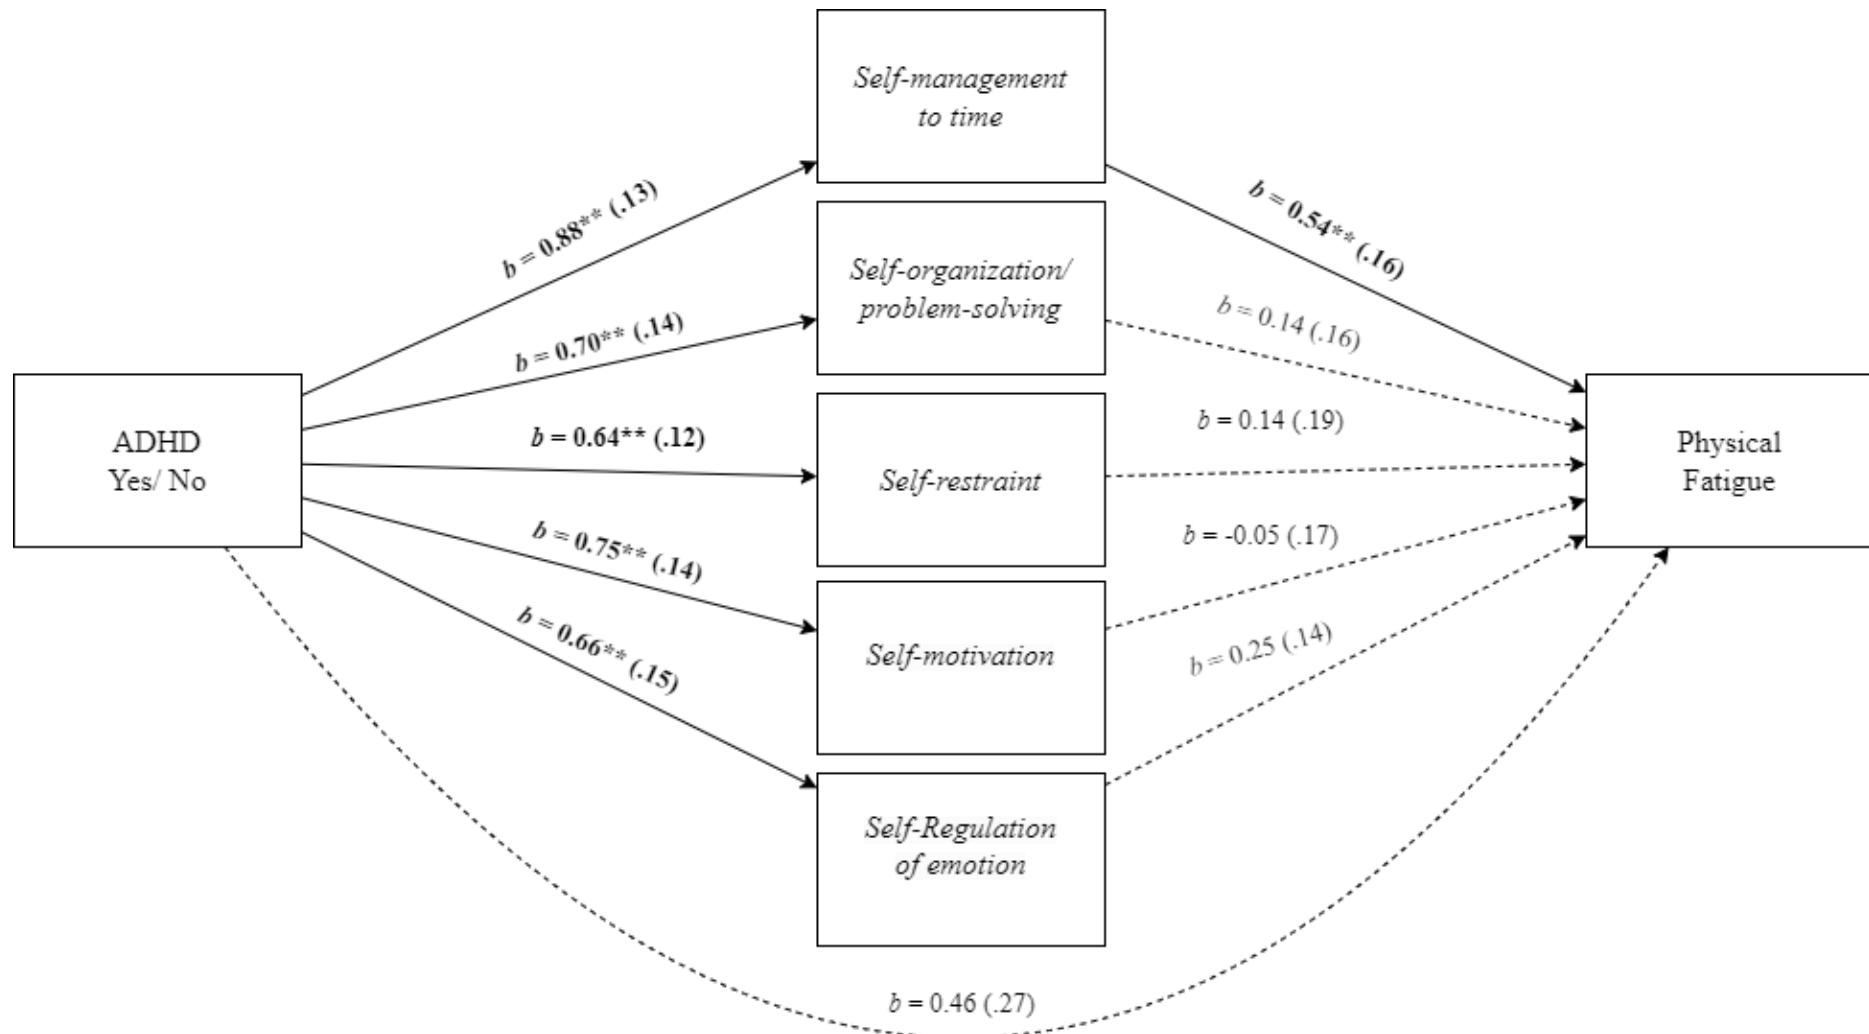 Self-management
to time
b = 0.88** (.13)
b = 0.54** (.16)
Self-organization/
problem-solving
b = 0.70** (.14)
b = 0.14 (.16)
ADHD
Yes/ No
b = 0.64** (.12)
Self-restraint
b = 0.14 (.19)
Physical
Fatigue
b = 0.75** (.14)
Self-motivation
b = -0.05 (.17)
b = 0.66** (.15)
b = 0.25 (.14)
Self-Regulation
of emotion
b = 0.46 (.27)